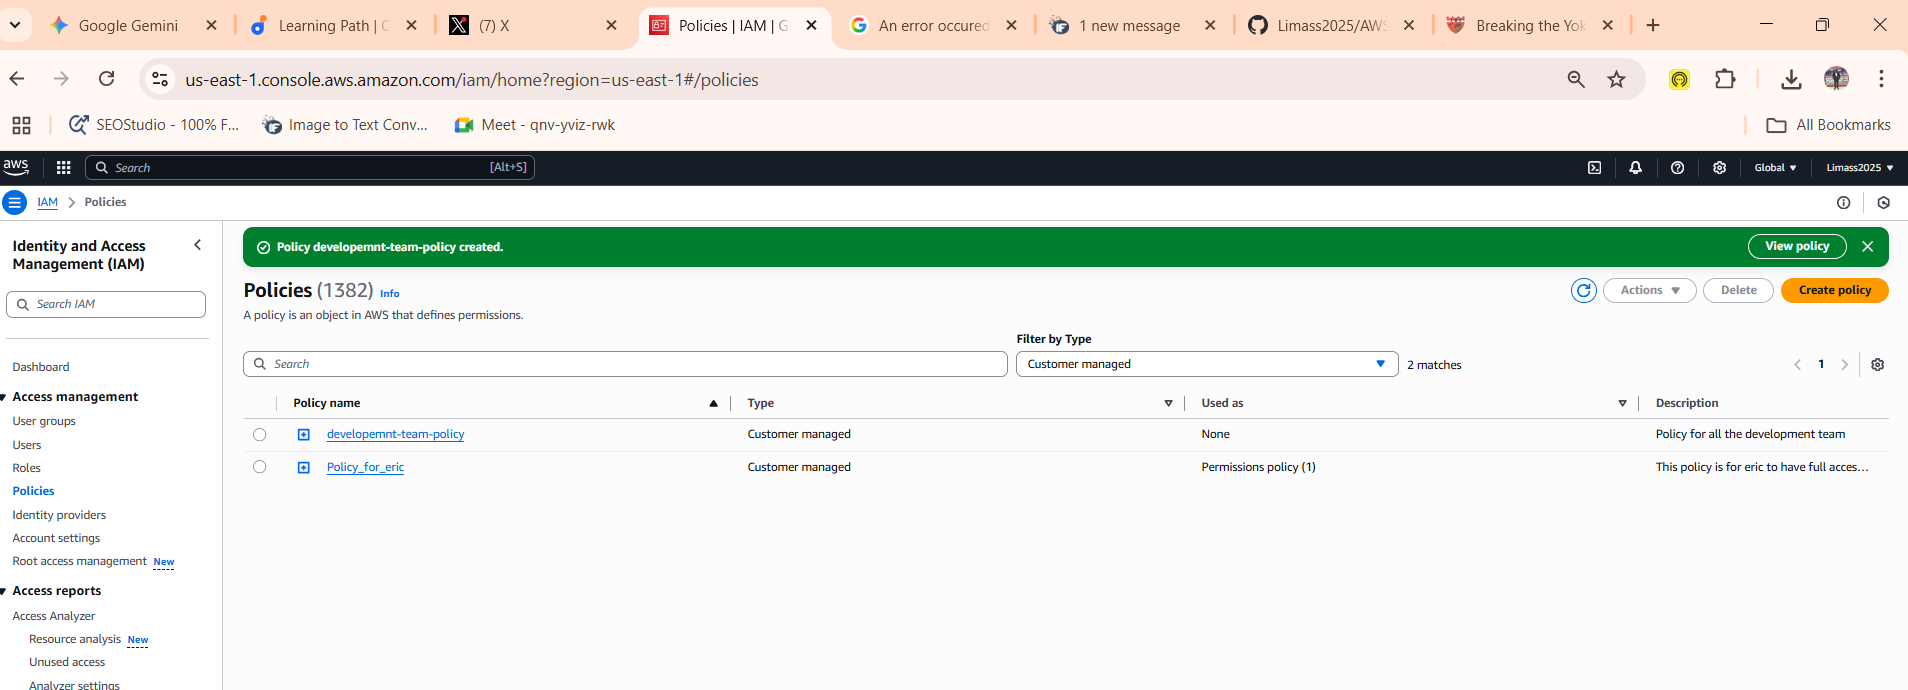 Google Gemini
Learning Path | C
(7) X
Policies | IAM | G
An error occured
1 new message
Limass2025/AWS
Breaking the Yok
us-east-1.console.aws.amazon.com/iam/home?region=us-east-1#/policies
SEOStudio - 100% F...
Image to Text Conv...
Meet - qnv-yviz-rwk
All Bookmarks
aws
Search
[Alt+S]
Global
Limass2025
IAM
Policies
Identity and Access
Management (IAM)
Search IAM
Dashboard
Access management
User groups
Users
Roles
Policies
Identity providers
Account settings
Root access management New
Access reports
Access Analyzer
Resource analysis New
Unused access
Analyzer settings
Policy developemnt-team-policy created.
View policy
Policies (1382) Info
A policy is an object in AWS that defines permissions.
Actions
Delete
Create policy
Filter by Type
Search
Customer managed
2 matches
1
Policy name Type Used as Description
developemnt-team-policy Customer managed None Policy for all the development team
Policy_for_eric Customer managed Permissions policy (1) This policy is for eric to have full acces...